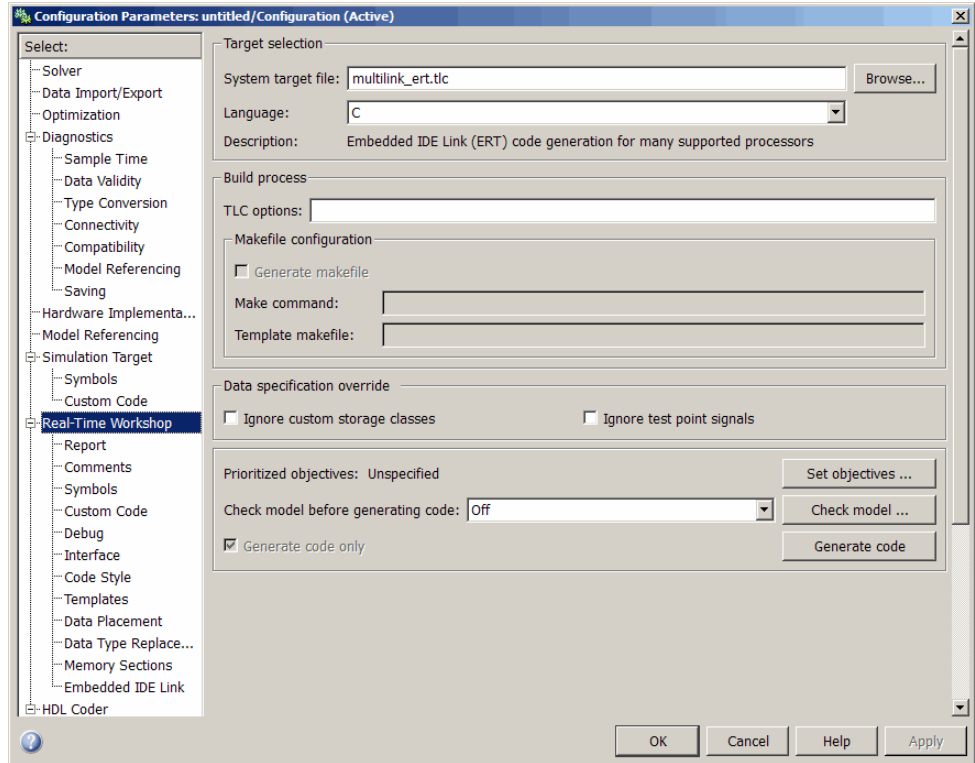 Configuration Parameters: untitled/Configuration (Active)
Select:
Solver
Data Import/Export
Optimization
Diagnostics
Sample Time
Data Validity
Type Conversion
Connectivity
Compatibility
Model Referencing
Saving
Hardware Implementa...
Model Referencing
Simulation Target
Symbols
Custom Code
Real-Time Workshop
Report
Comments
Symbols
Custom Code
Debug
Interface
Code Style
Templates
Data Placement
Data Type Replace...
Memory Sections
Embedded IDE Link
HDL Coder
Target selection
System target file: multilink_ert.tlc Browse...
Language: C
Description: Embedded IDE Link (ERT) code generation for many supported processors
Build process
TLC options:
Makefile configuration
Generate makefile
Make command:
Template makefile:
Data specification override
Ignore custom storage classes Ignore test point signals
Prioritized objectives: Unspecified Set objectives ...
Check model before generating code: Off Check model ...
Generate code only Generate code
OK Cancel Help Apply